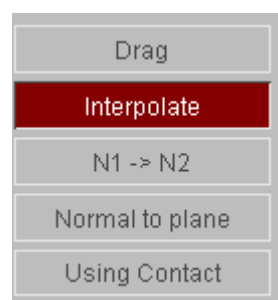 Drag
Interpolate
N1 -> N2
Normal to plane
Using Contact